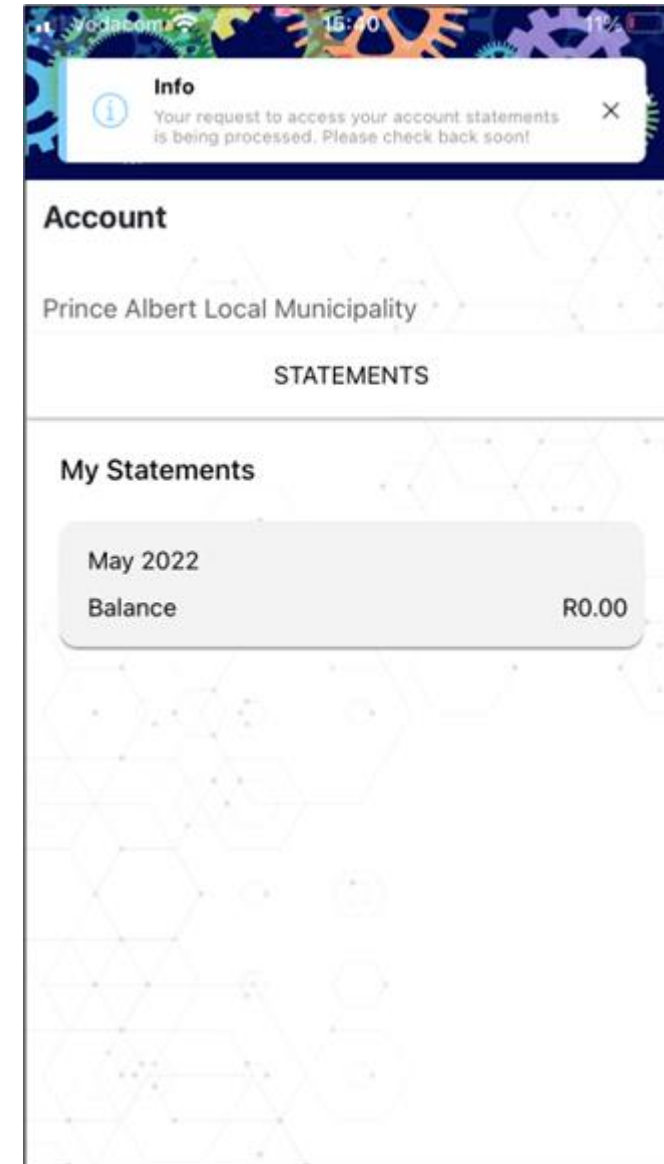 Vodacom 15:40 11%
Info
Your request to access your account statements
is being processed. Please check back soon!
Account
Prince Albert Local Municipality
STATEMENTS
My Statements
May 2022
Balance R0.00